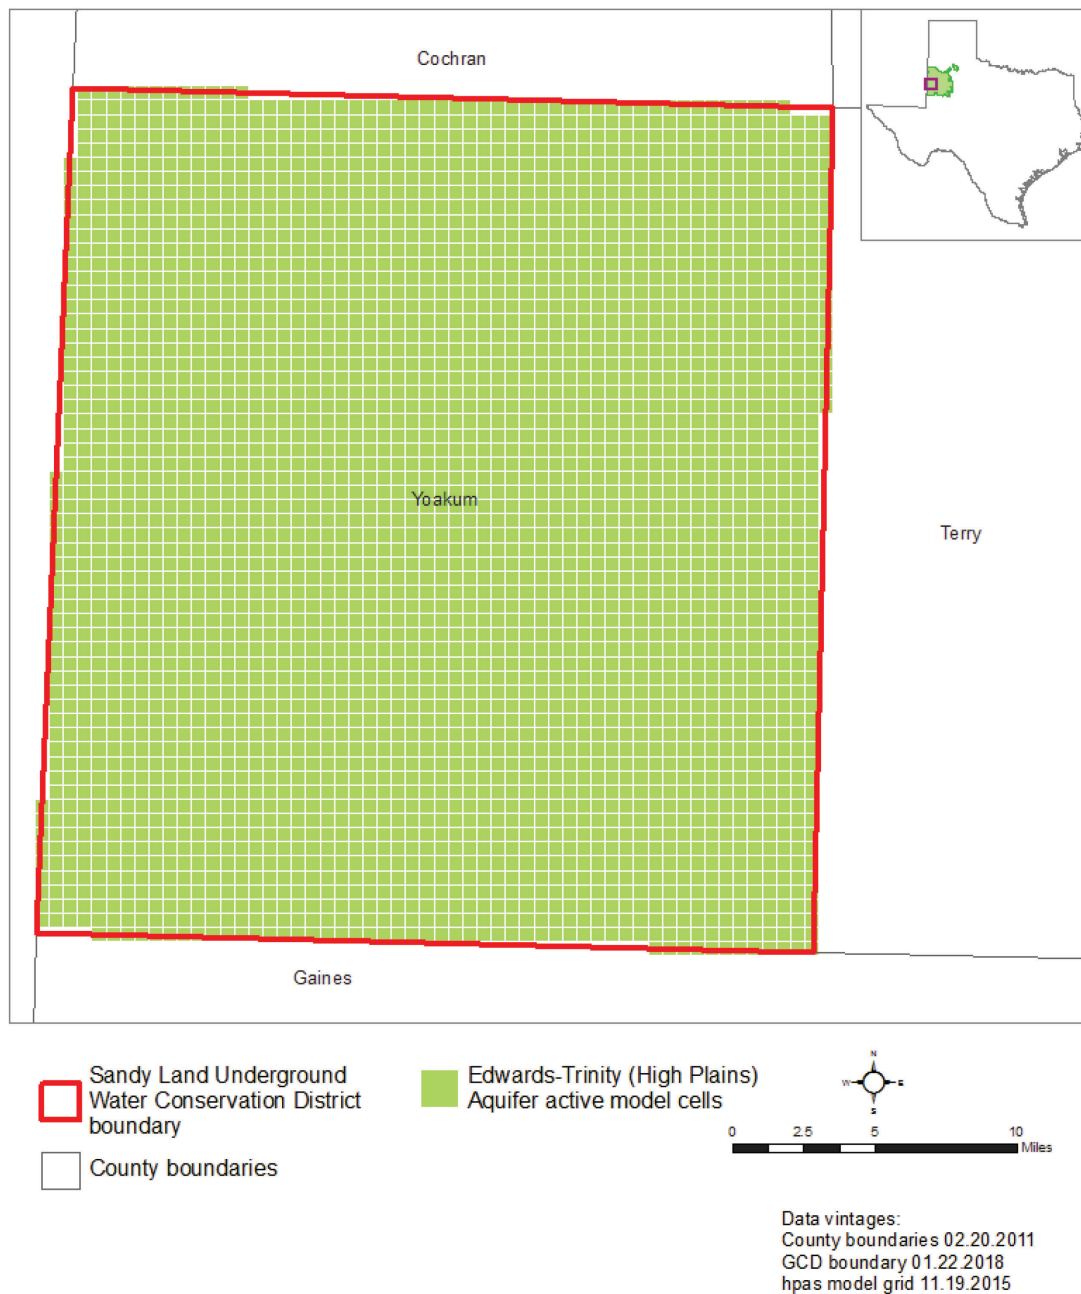 Cochran
Yoakum
Terry
Gaines
Sandy Land Underground
Water Conservation District
boundary
County boundaries
Edwards-Trinity (High Plains)
Aquifer active model cells
N
W E
S
0 2.5 5 10
Miles
Data vintages:
County boundaries 02.20.2011
GCD boundary 01.22.2018
hpas model grid 11.19.2015